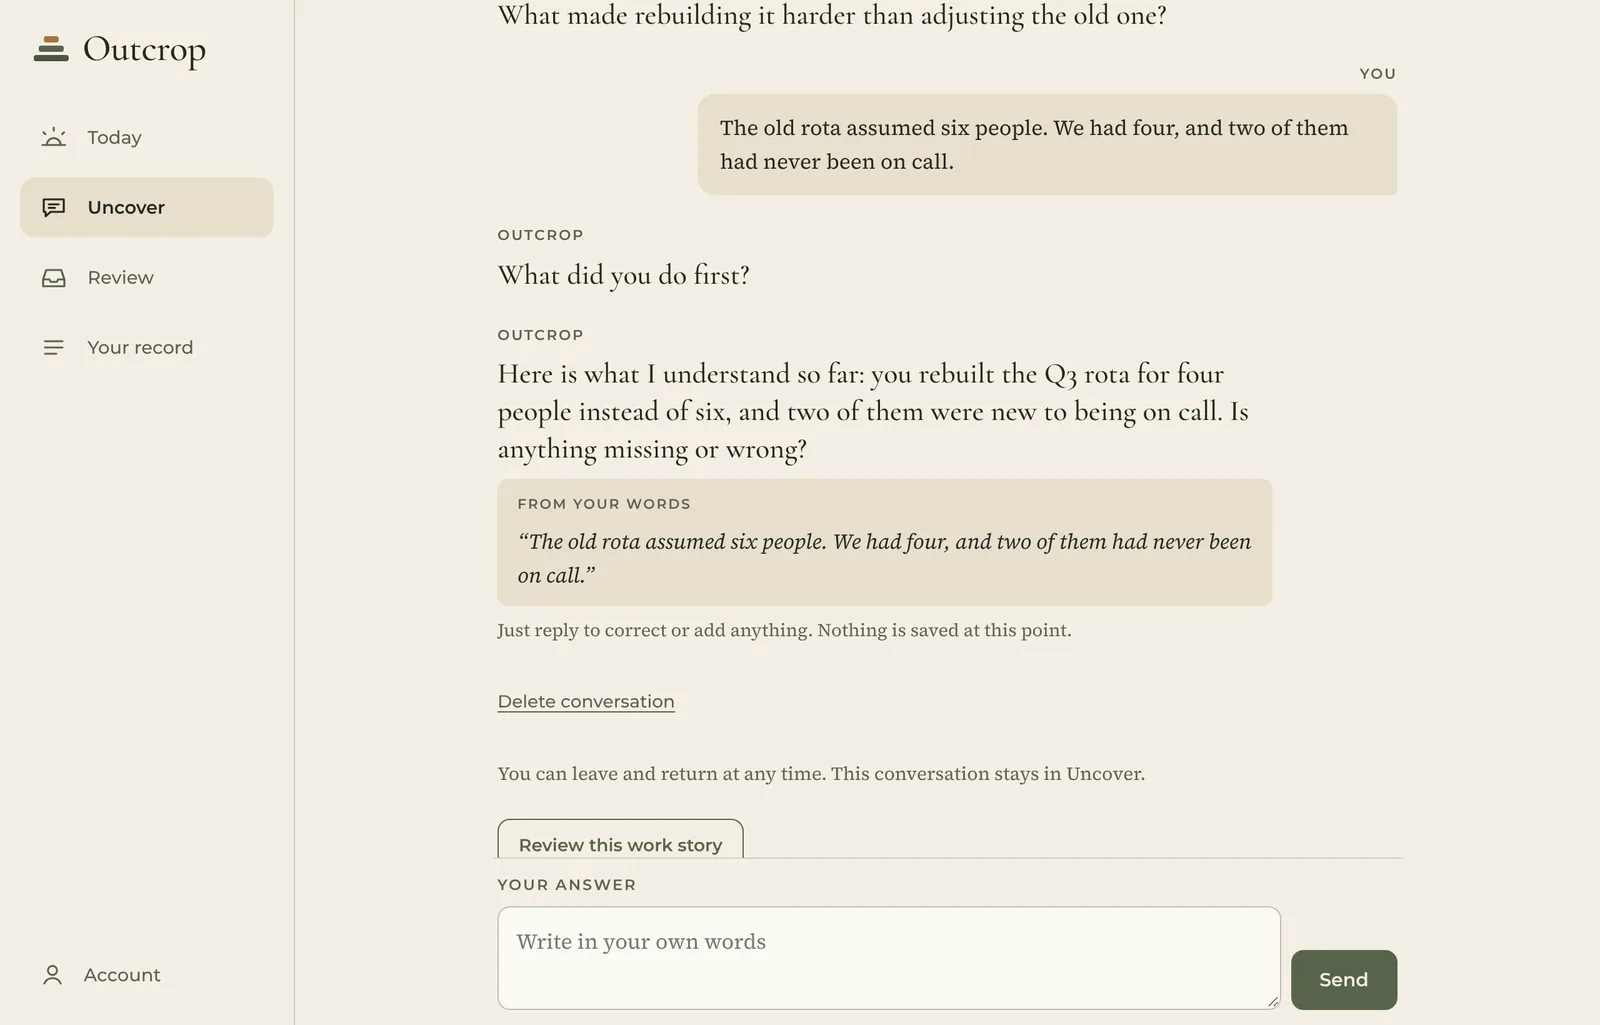 Outcrop
Today
Uncover
Review
Your record
Account
What made rebuilding it harder than adjusting the old one?
YOU
The old rota assumed six people. We had four, and two of them
had never been on call.
OUTCROP
What did you do first?
OUTCROP
Here is what I understand so far: you rebuilt the Q3 rota for four
people instead of six, and two of them were new to being on call. Is
anything missing or wrong?
FROM YOUR WORDS
“The old rota assumed six people. We had four, and two of them had never been
on call.”
Just reply to correct or add anything. Nothing is saved at this point.
Delete conversation
You can leave and return at any time. This conversation stays in Uncover.
Review this work story
YOUR ANSWER
Write in your own words
Send